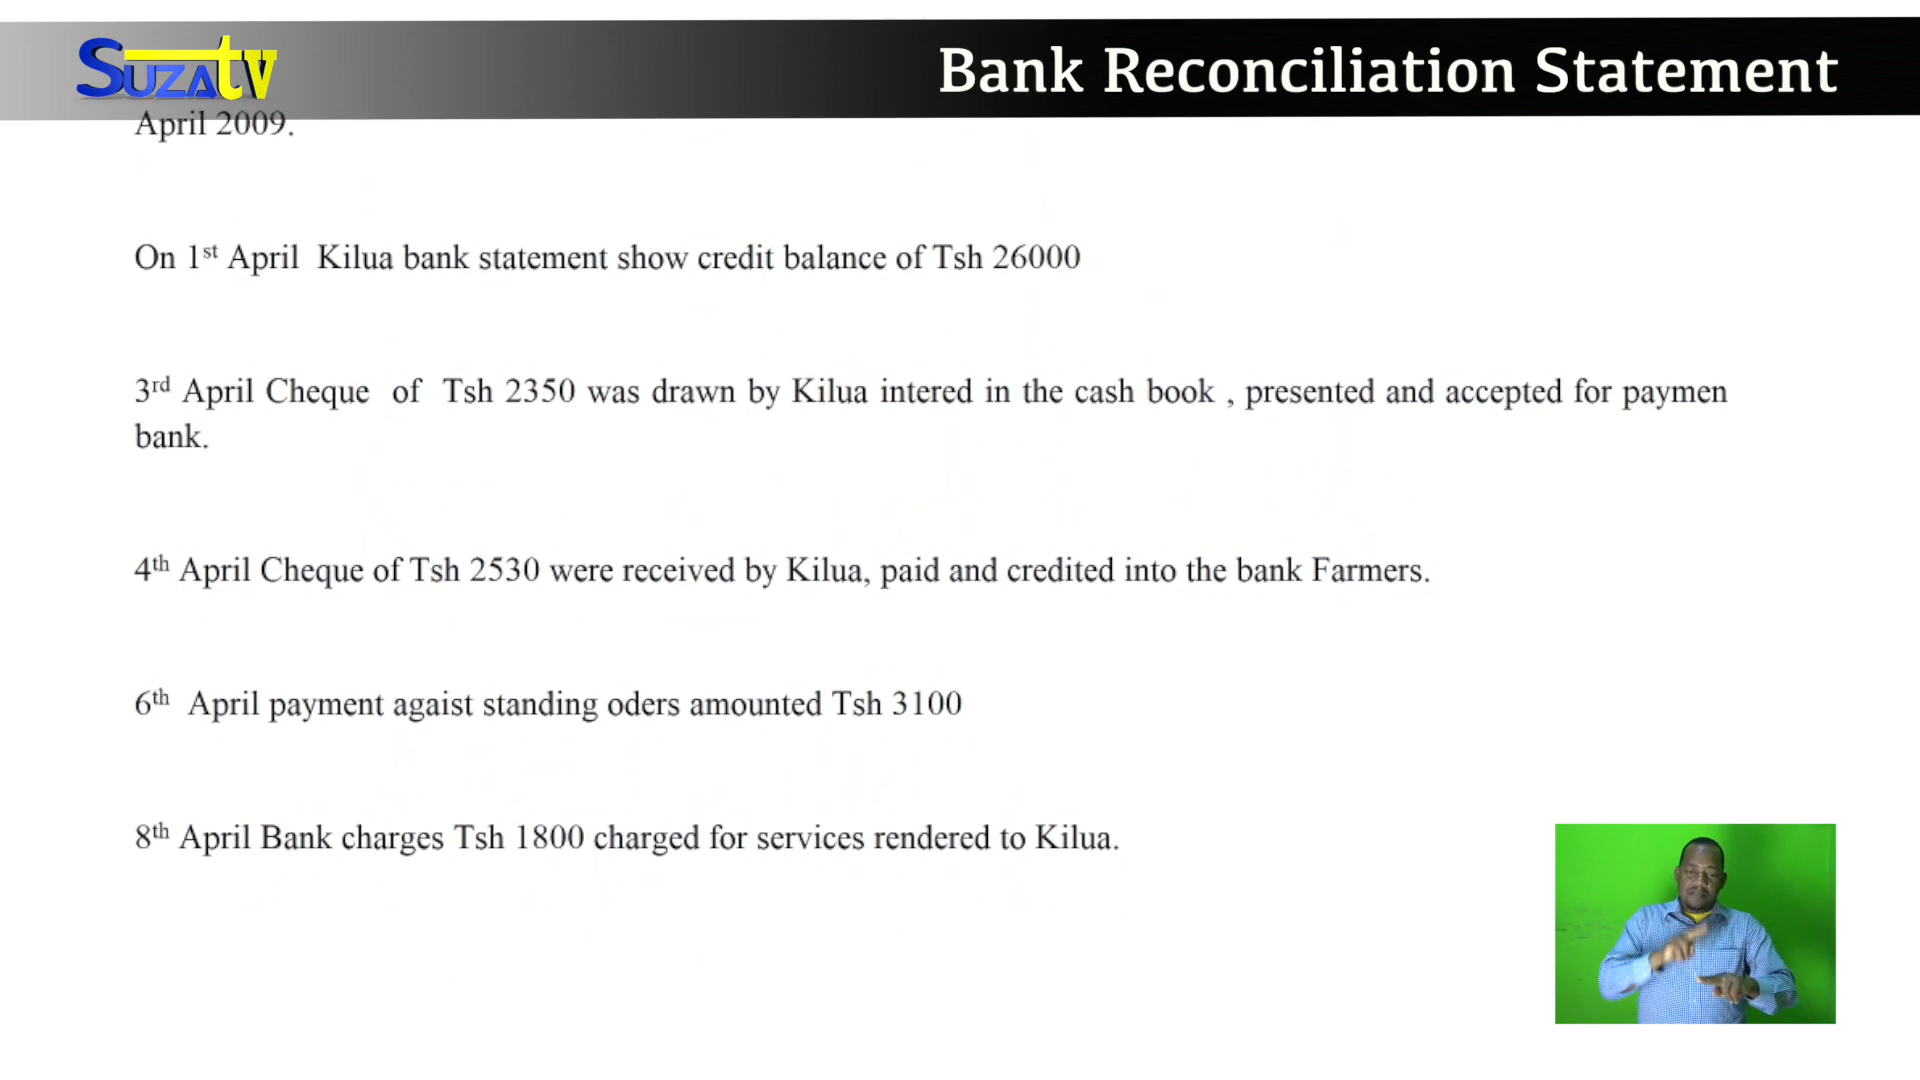 SUZAtv
Bank Reconciliation Statement
April 2009.
On 1st April Kilua bank statement show credit balance of Tsh 26000
3rd April Cheque of Tsh 2350 was drawn by Kilua intered in the cash book , presented and accepted for paymen
bank.
4th April Cheque of Tsh 2530 were received by Kilua, paid and credited into the bank Farmers.
6th April payment agaist standing oders amounted Tsh 3100
8th April Bank charges Tsh 1800 charged for services rendered to Kilua.